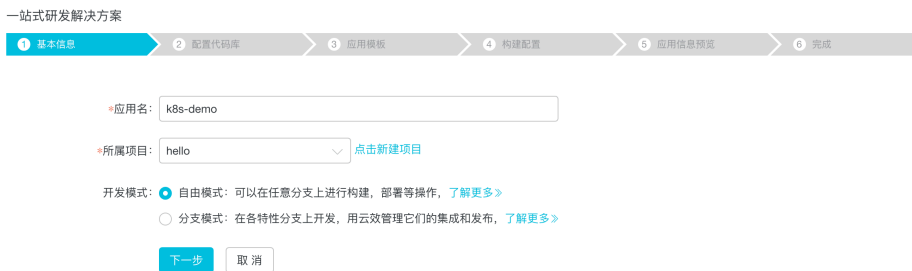 一站式研发解决方案
1 基本信息 2 配置代码库 3 应用模板 4 构建配置 5 应用信息预览 6 完成
*应用名： k8s-demo
*所属项目： hello 点击新建项目
开发模式： 自由模式：可以在任意分支上进行构建，部署等操作，了解更多》
分支模式：在各特性分支上开发，用云效管理它们的集成和发布，了解更多》
下一步 取消